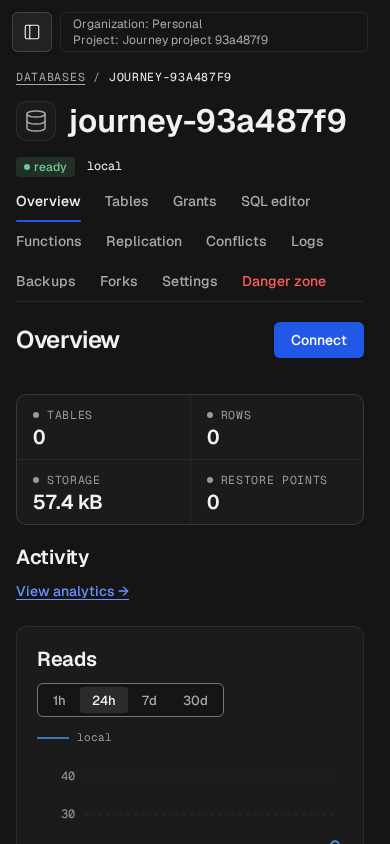 Organization: Personal
Project: Journey project 93a487f9
DATABASES / JOURNEY-93A487F9
journey-93a487f9
ready local
Overview Tables Grants SQL editor
Functions Replication Conflicts Logs
Backups Forks Settings Danger zone
Overview Connect
TABLES ROWS
0 0
STORAGE RESTORE POINTS
57.4 kB 0
Activity
View analytics →
Reads
1h 24h 7d 30d
local
40
30